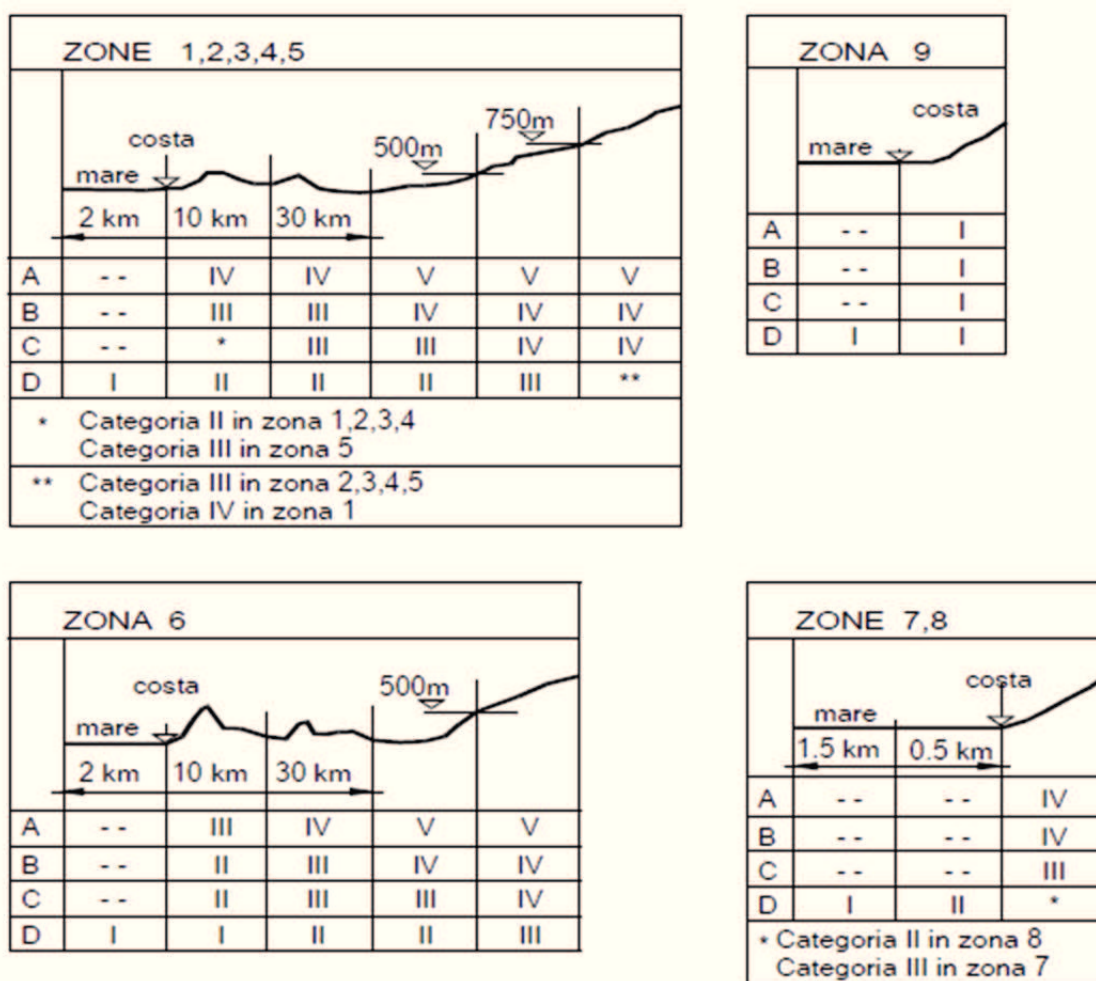 ZONE 1,2,3,4,5
costa
mare
500m
750m
2 km 10 km 30 km
A -- IV IV V V V
B -- III III IV IV IV
C -- * III III IV IV
D I II II II III **
* Categoria II in zona 1,2,3,4
Categoria III in zona 5
** Categoria III in zona 2,3,4,5
Categoria IV in zona 1
ZONA 9
costa
mare
A -- I
B -- I
C -- I
D I I
ZONA 6
costa
mare
500m
2 km 10 km 30 km
A -- III IV V V
B -- II III IV IV
C -- II III III IV
D I I II II III
ZONE 7,8
costa
mare
1.5 km 0.5 km
A -- -- IV
B -- -- IV
C -- -- III
D I II *
* Categoria II in zona 8
Categoria III in zona 7